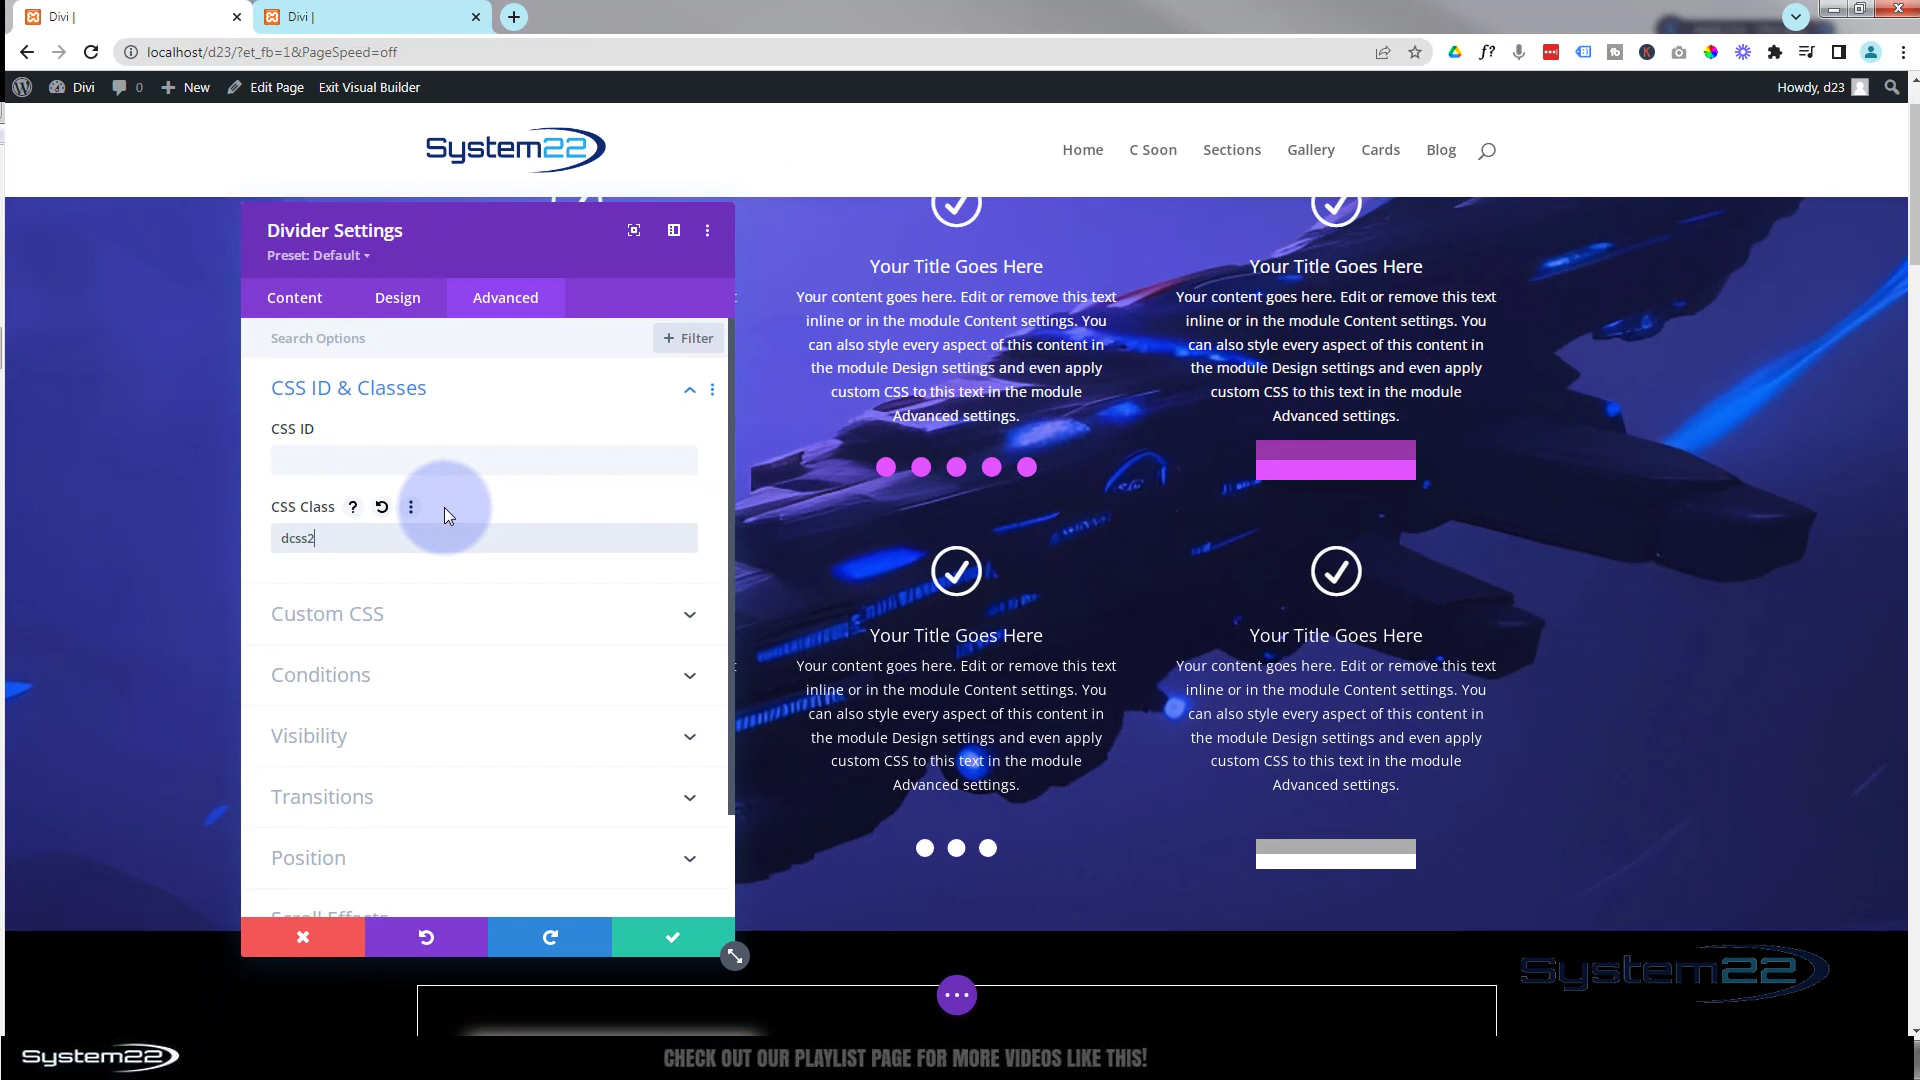 Divi |
Divi |
localhost/d23/?et_fb=1&PageSpeed=off
Divi
0
New
Edit Page
Exit Visual Builder
Howdy, d23
System22
Home
C Soon
Sections
Gallery
Cards
Blog
Divider Settings
Preset: Default
Content
Design
Advanced
Search Options
+ Filter
CSS ID & Classes
CSS ID
CSS Class
dcss2
Custom CSS
Conditions
Visibility
Transitions
Position
Scroll Effects
Your Title Goes Here
Your content goes here. Edit or remove this text
inline or in the module Content settings. You
can also style every aspect of this content in
the module Design settings and even apply
custom CSS to this text in the module
Advanced settings.
Your Title Goes Here
Your content goes here. Edit or remove this text
inline or in the module Content settings. You
can also style every aspect of this content in
the module Design settings and even apply
custom CSS to this text in the module
Advanced settings.
Your Title Goes Here
Your content goes here. Edit or remove this text
inline or in the module Content settings. You
can also style every aspect of this content in
the module Design settings and even apply
custom CSS to this text in the module
Advanced settings.
Your Title Goes Here
Your content goes here. Edit or remove this text
inline or in the module Content settings. You
can also style every aspect of this content in
the module Design settings and even apply
custom CSS to this text in the module
Advanced settings.
System22
System22
CHECK OUT OUR PLAYLIST PAGE FOR MORE VIDEOS LIKE THIS!